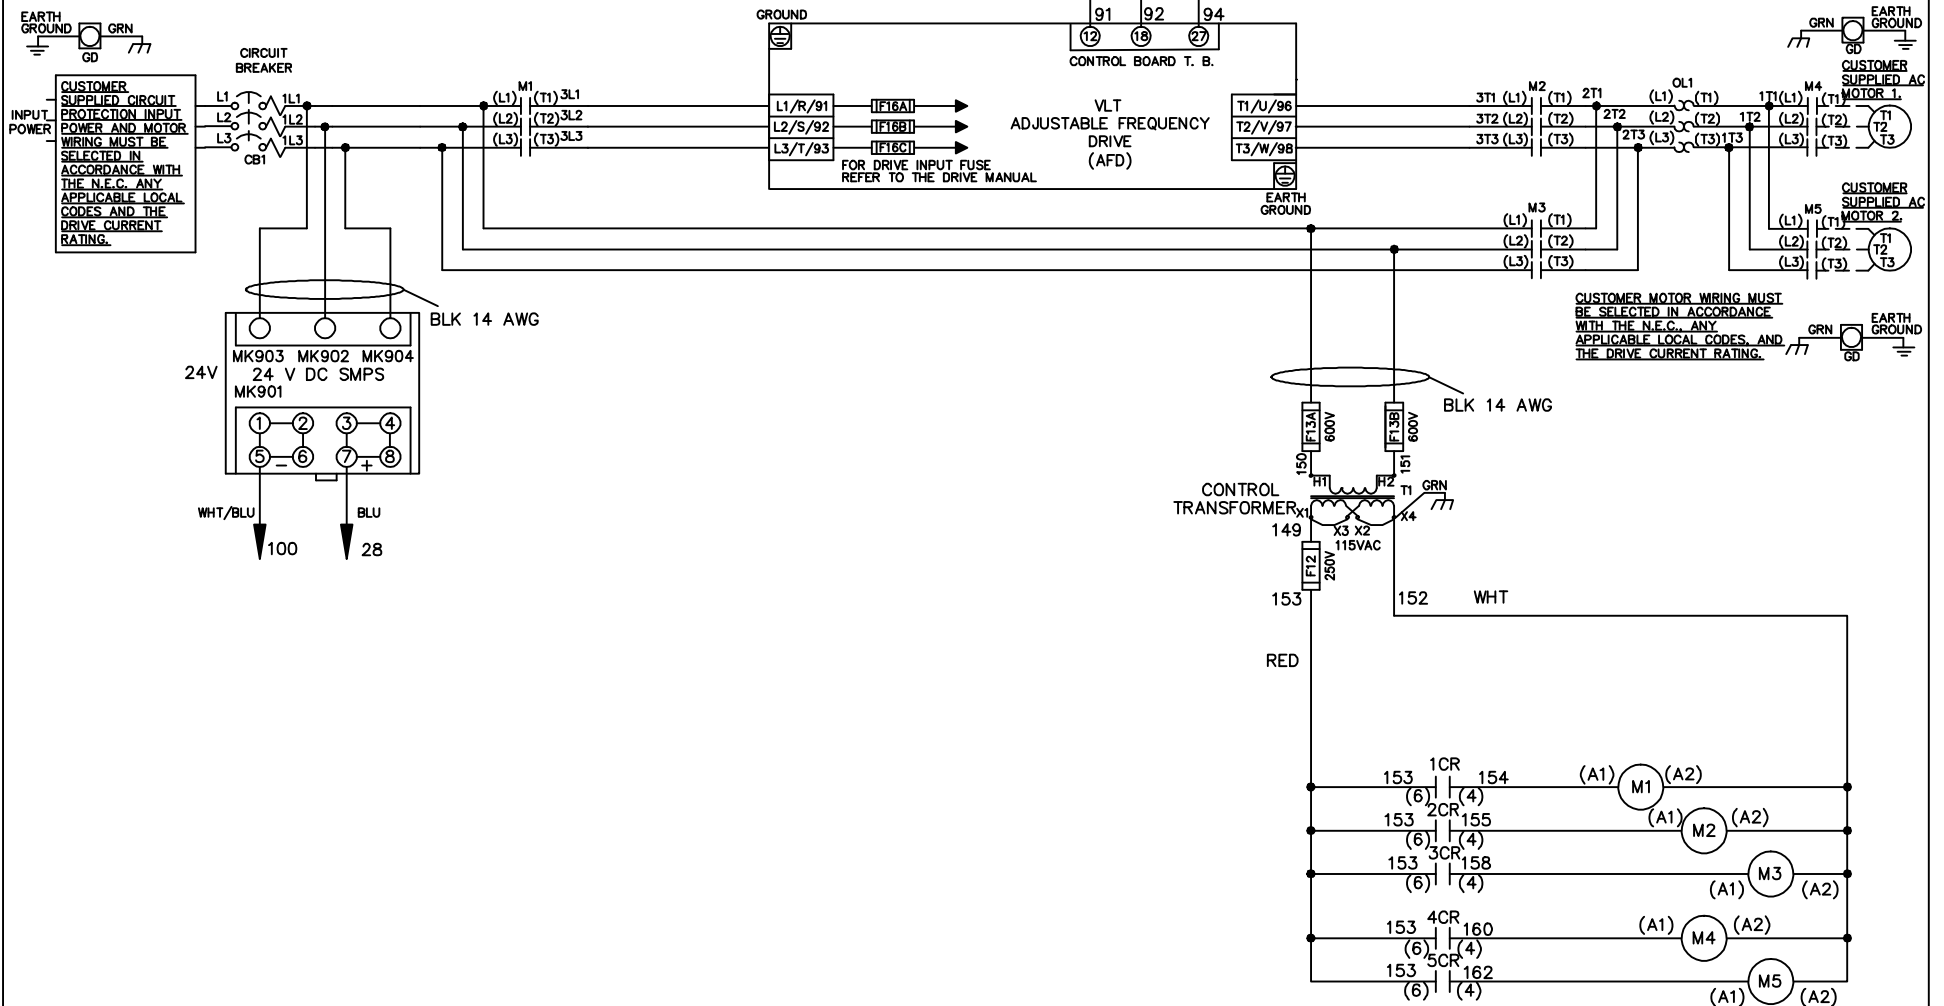 EARTH
GROUND
GRN
GD
CIRCUIT
BREAKER
INPUT
POWER
CUSTOMER
SUPPLIED CIRCUIT
PROTECTION INPUT
POWER AND MOTOR
WIRING MUST BE
SELECTED IN
ACCORDANCE WITH
THE N.E.C. ANY
APPLICABLE LOCAL
CODES AND THE
DRIVE CURRENT
RATING.
L1 1L1
L2 1L2
L3 1L3
CB1
M1
(L1) (T1) 3L1
(L2) (T2) 3L2
(L3) (T3) 3L3
GROUND
91 92 94
12 18 27
CONTROL BOARD T. B.
L1/R/91 F16A
L2/S/92 F16B
L3/T/93 F16C
FOR DRIVE INPUT FUSE
REFER TO THE DRIVE MANUAL
VLT
ADJUSTABLE FREQUENCY
DRIVE
(AFD)
T1/U/96
T2/V/97
T3/W/98
EARTH
GROUND
M2
3T1 (L1) (T1) 2T1
3T2 (L2) (T2) 2T2
3T3 (L3) (T3) 2T3
OL1
(L1) (T1) 1T1
(L2) (T2) 1T2
(L3) (T3) 1T3
M4
(L1) (T1)
(L2) (T2)
(L3) (T3)
GRN
EARTH
GROUND
GD
CUSTOMER
SUPPLIED AC
MOTOR 1.
T1
T2
T3
M3
(L1) (T1)
(L2) (T2)
(L3) (T3)
M5
(L1) (T1)
(L2) (T2)
(L3) (T3)
CUSTOMER
SUPPLIED AC
MOTOR 2.
T1
T2
T3
CUSTOMER MOTOR WIRING MUST
BE SELECTED IN ACCORDANCE
WITH THE N.E.C., ANY
APPLICABLE LOCAL CODES, AND
THE DRIVE CURRENT RATING.
GRN
EARTH
GROUND
GD
BLK 14 AWG
MK903 MK902 MK904
24V
24 V DC SMPS
MK901
1 2 3 4
5 - 6 7 + 8
WHT/BLU
BLU
100
28
BLK 14 AWG
F13A
600V
F13B
600V
150
151
H1 H2
T1
GRN
CONTROL
TRANSFORMER
X1
X3 X2
X4
115VAC
149
F12
250V
153
152
WHT
RED
1CR
153 154
(6) (4)
(A1) M1 (A2)
2CR
153 155
(6) (4)
(A1) M2 (A2)
3CR
153 158
(6) (4)
(A1) M3 (A2)
4CR
153 160
(6) (4)
(A1) M4 (A2)
5CR
153 162
(6) (4)
(A1) M5 (A2)